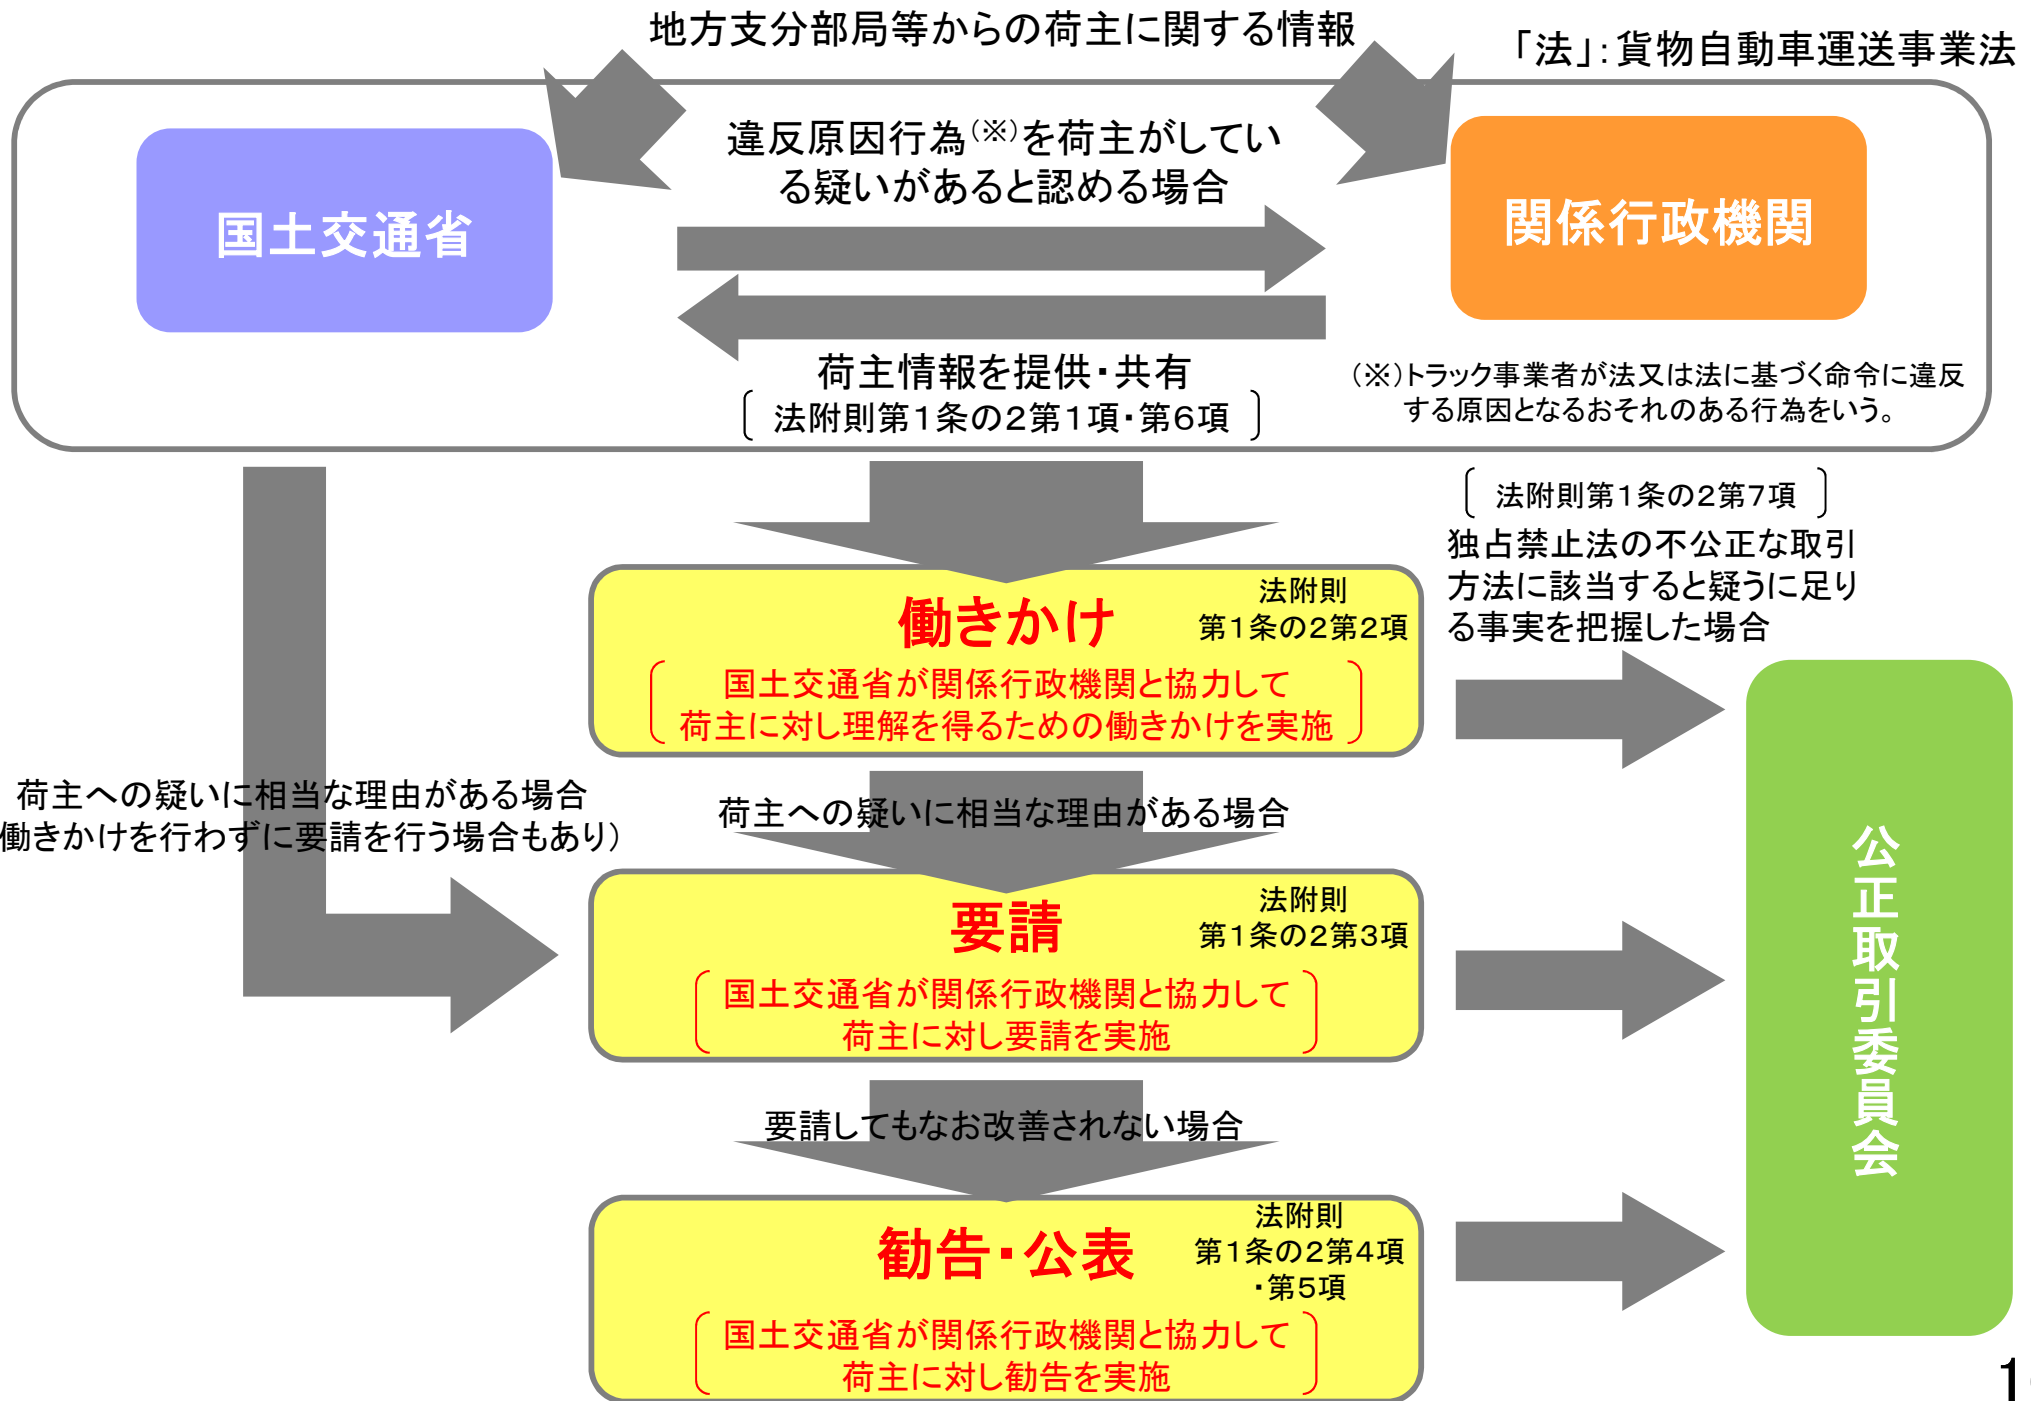 地方支分部局等からの荷主に関する情報
「法」：貨物自動車運送事業法
違反原因行為（※）を荷主がしてい
る疑いがあると認める場合
国土交通省
関係行政機関
荷主情報を提供・共有
法附則第１条の２第１項・第６項
（※）トラック事業者が法又は法に基づく命令に違反
する原因となるおそれのある行為をいう。
法附則第１条の２第７項
独占禁止法の不公正な取引
方法に該当すると疑うに足り
る事実を把握した場合
働きかけ
法附則
第１条の２第２項
国土交通省が関係行政機関と協力して
荷主に対し理解を得るための働きかけを実施
荷主への疑いに相当な理由がある場合
働きかけを行わずに要請を行う場合もあり）
荷主への疑いに相当な理由がある場合
要請
法附則
第１条の２第３項
国土交通省が関係行政機関と協力して
荷主に対し要請を実施
公正取引委員会
要請してもなお改善されない場合
勧告・公表
法附則
第１条の２第４項
・第５項
国土交通省が関係行政機関と協力して
荷主に対し勧告を実施